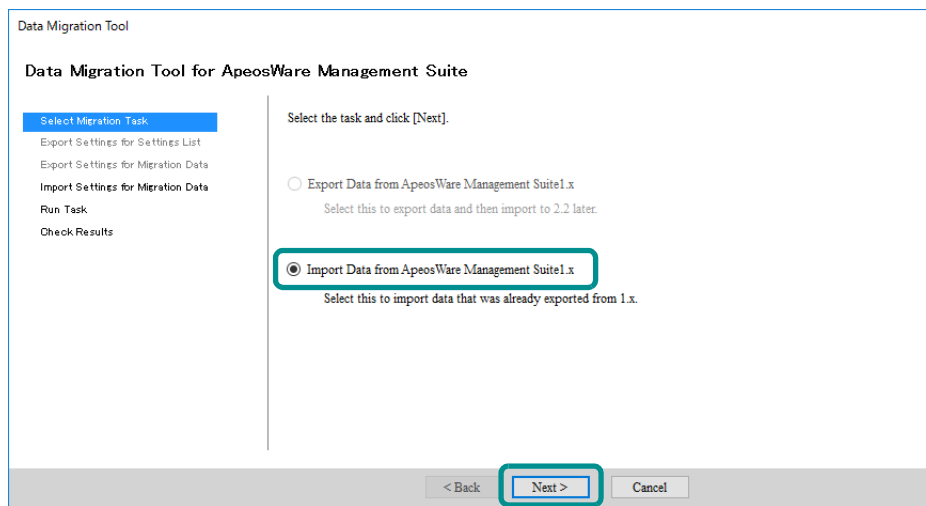 Data Migration Tool
Data Migration Tool for ApeosWare Management Suite
Select Migration Task
Export Settings for Settings List
Export Settings for Migration Data
Import Settings for Migration Data
Run Task
Check Results
Select the task and click [Next].
Export Data from ApeosWare Management Suite1.x
Select this to export data and then import to 2.2 later.
Import Data from ApeosWare Management Suite1.x
Select this to import data that was already exported from 1.x.
< Back
Next >
Cancel